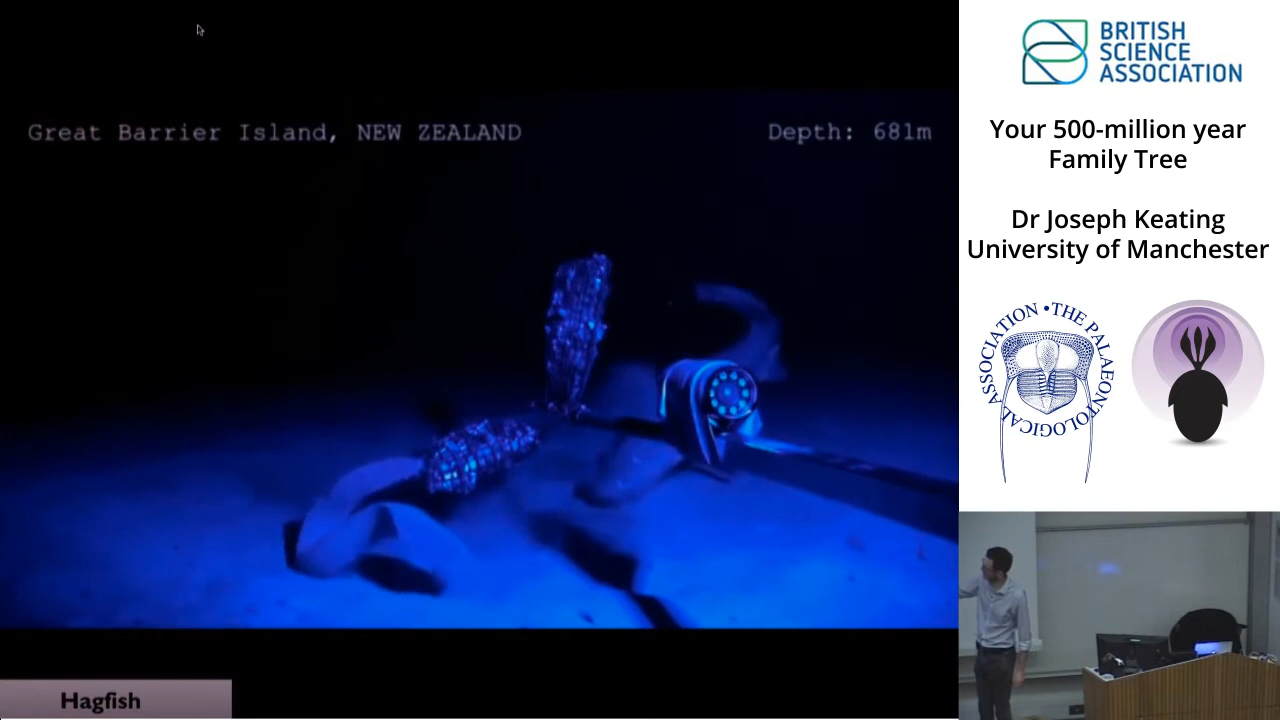 Great Barrier Island, NEW ZEALAND
Depth: 681m
Hagfish
BRITISH
SCIENCE
ASSOCIATION
Your 500-million year
Family Tree
Dr Joseph Keating
University of Manchester
•THE PALAEONTOLOGICAL ASSOCIATION